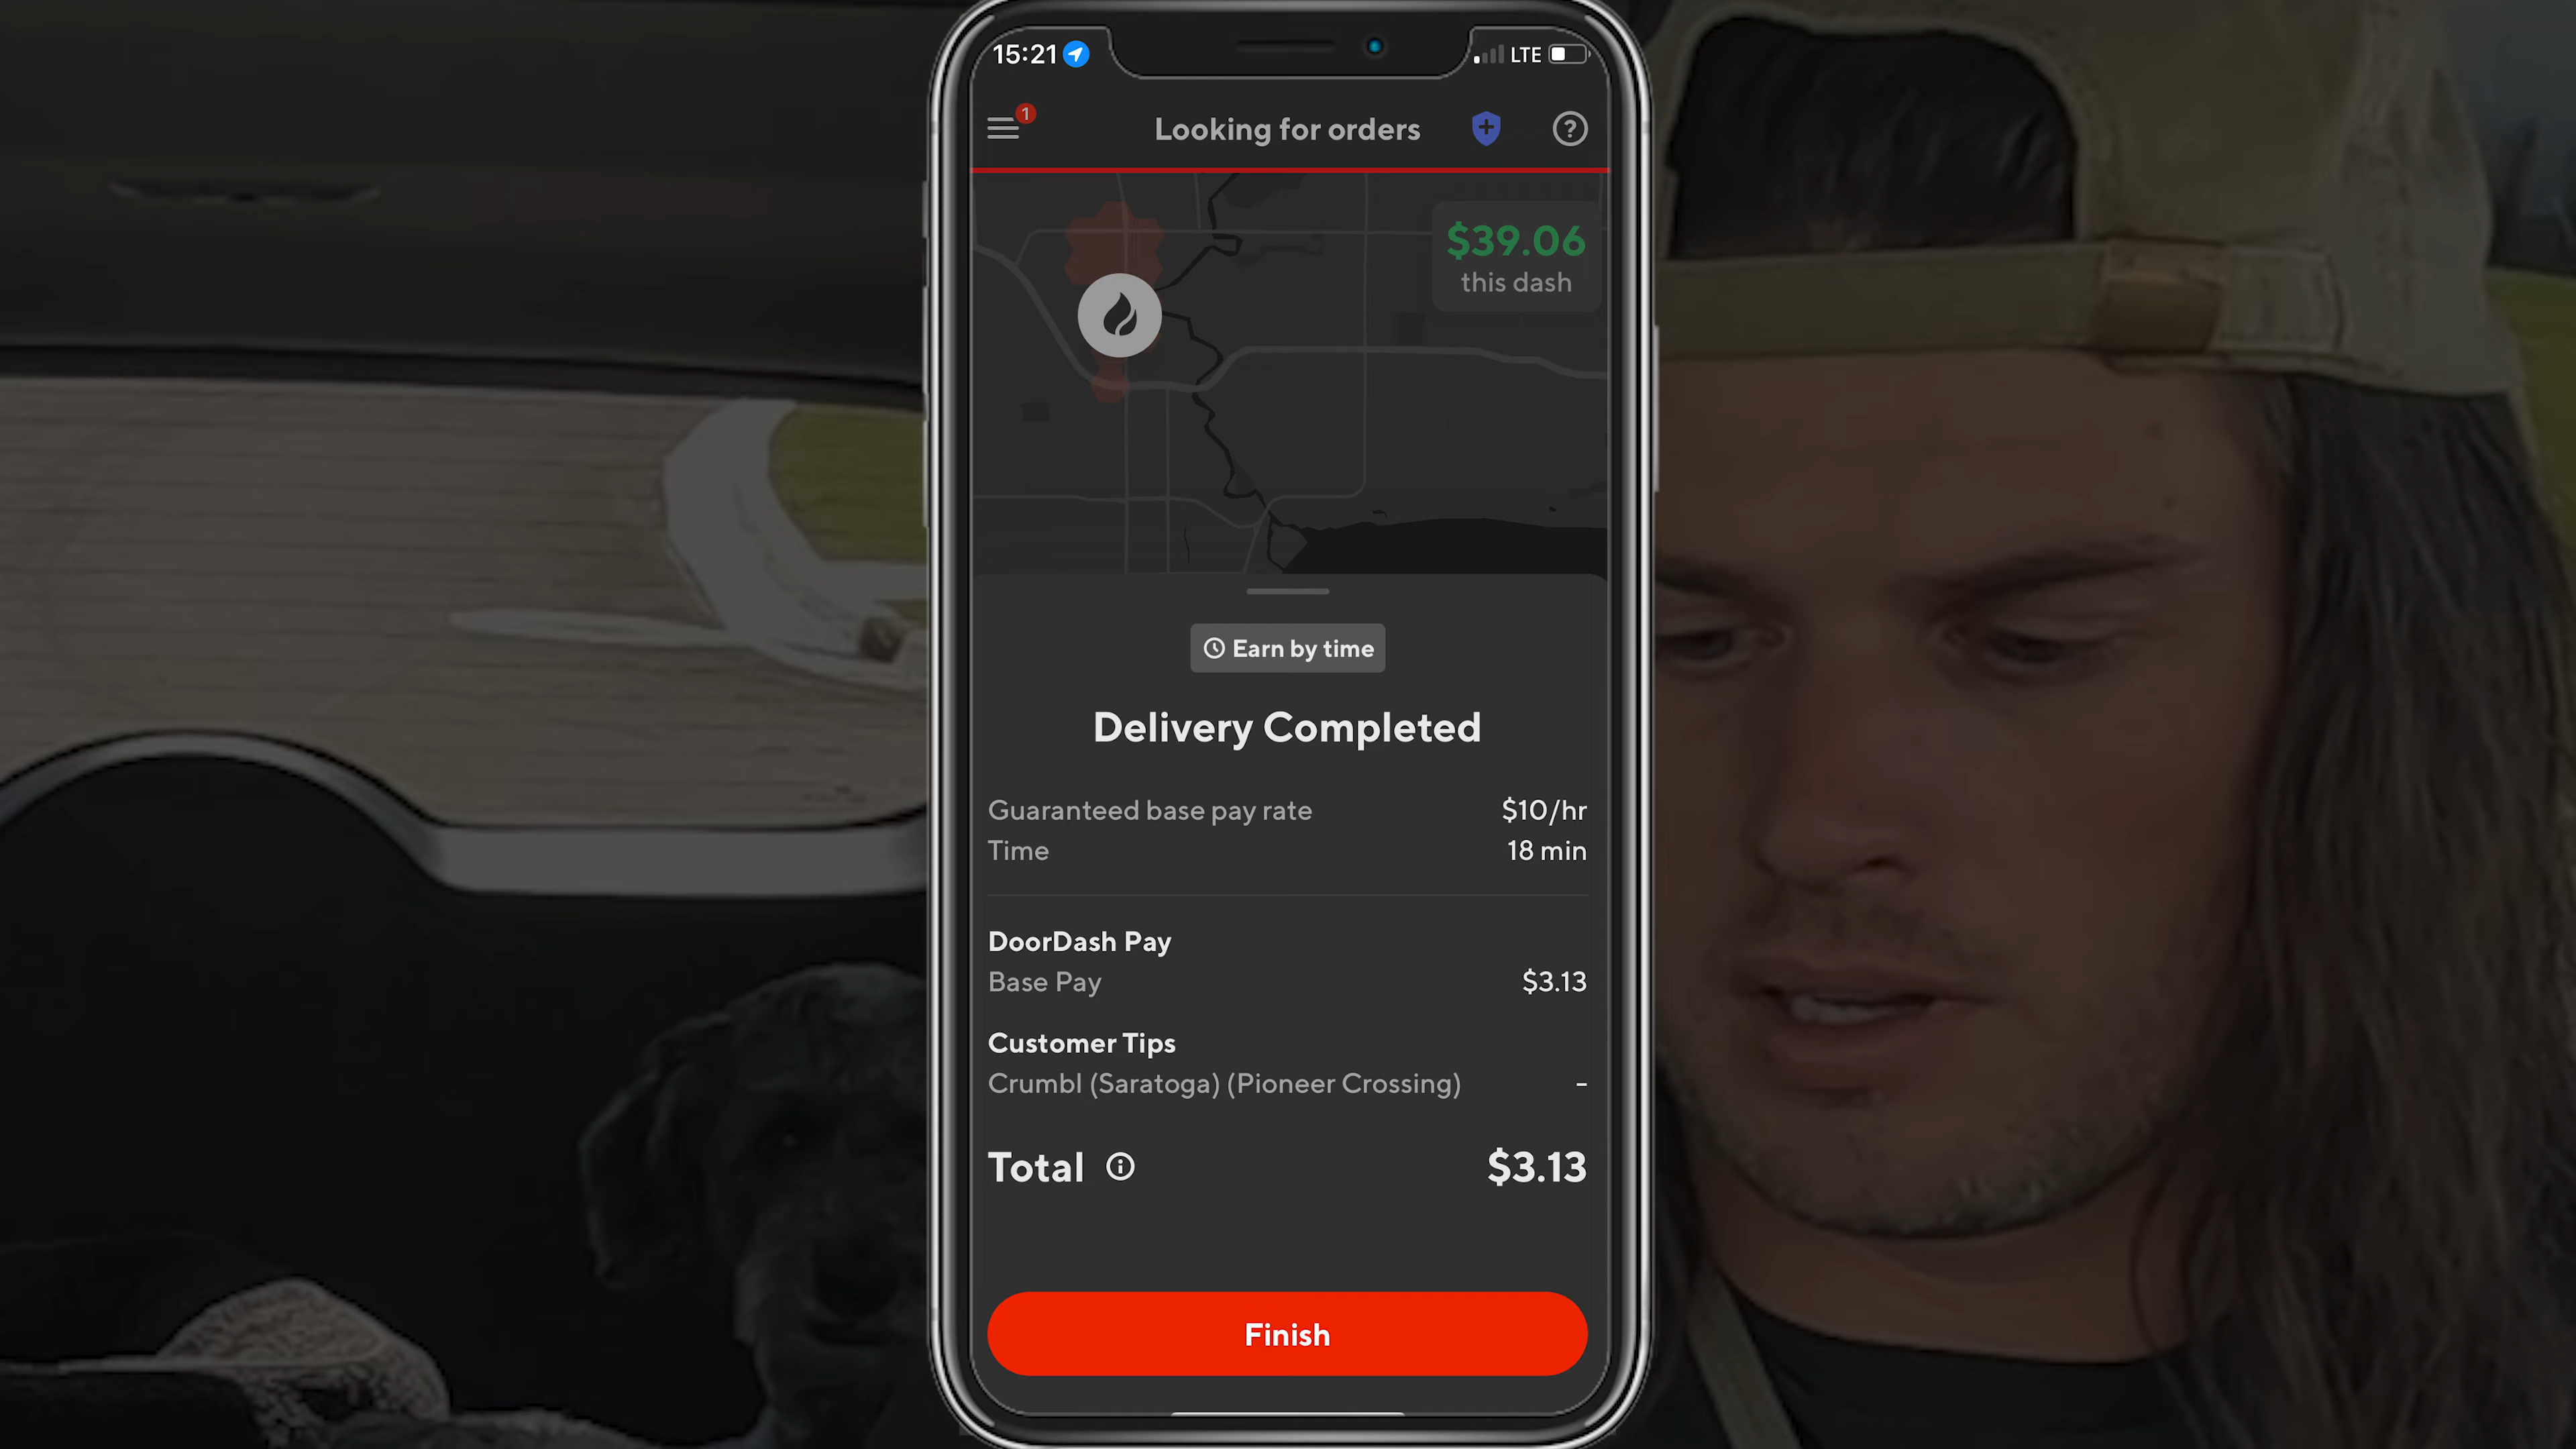 15:21
LTE
1
Looking for orders
$39.06
this dash
Earn by time
Delivery Completed
Guaranteed base pay rate $10/hr
Time 18 min
DoorDash Pay
Base Pay $3.13
Customer Tips
Crumbl (Saratoga) (Pioneer Crossing) -
Total $3.13
Finish